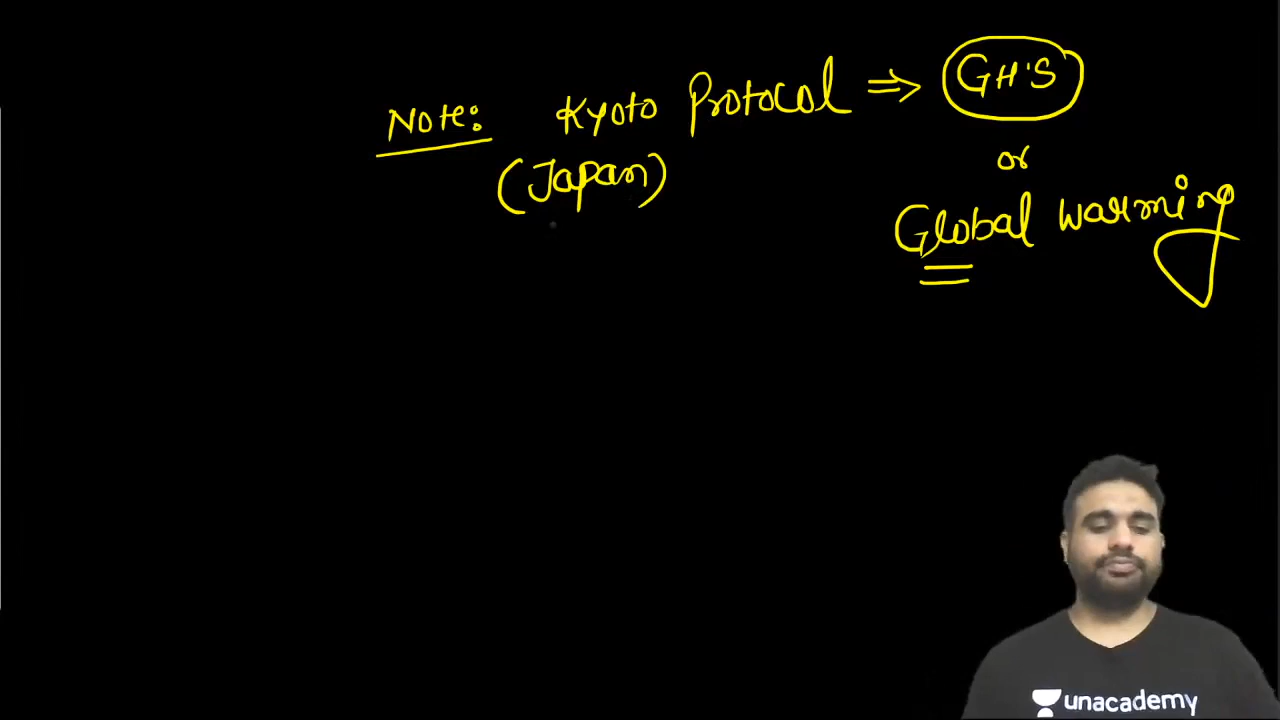 Note: Kyoto Protocol ⇒ GH'S
(Japan)
or
Global warming
unacademy